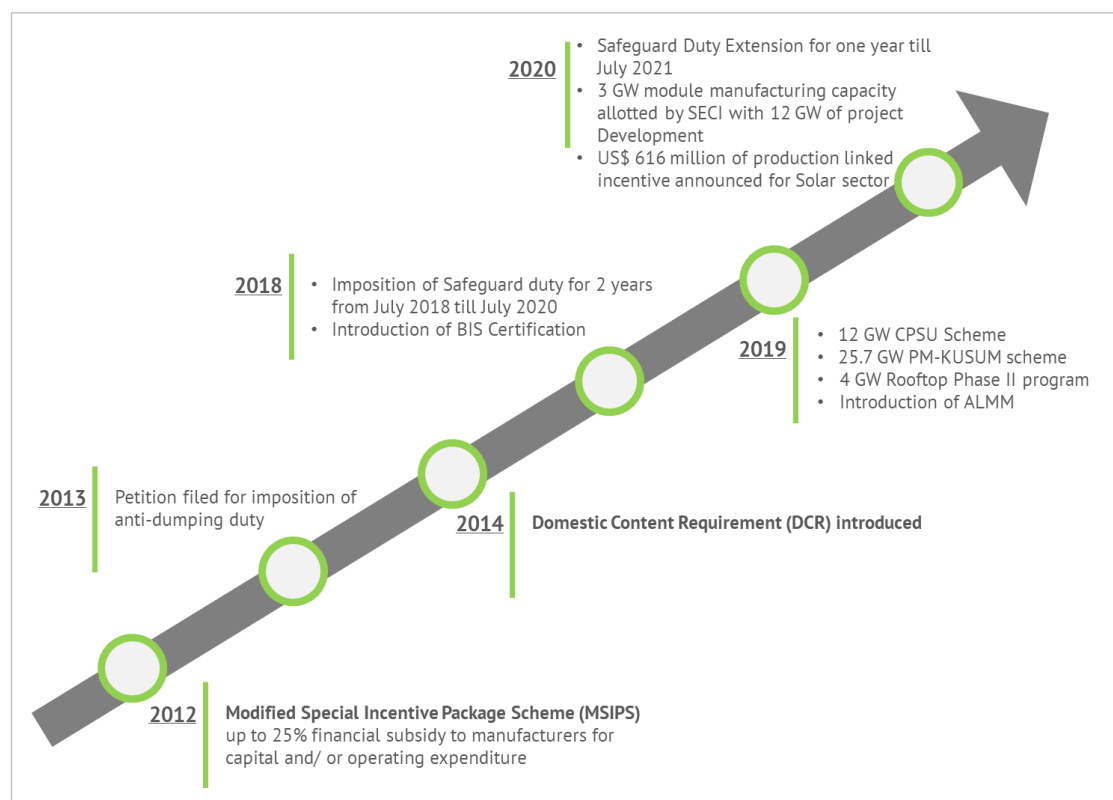 2020
• Safeguard Duty Extension for one year till
July 2021
• 3 GW module manufacturing capacity
allotted by SECI with 12 GW of project
Development
• US$ 616 million of production linked
incentive announced for Solar sector
2018
• Imposition of Safeguard duty for 2 years
from July 2018 till July 2020
• Introduction of BIS Certification
2019
• 12 GW CPSU Scheme
• 25.7 GW PM-KUSUM scheme
• 4 GW Rooftop Phase II program
• Introduction of ALMM
2013
Petition filed for imposition of
anti-dumping duty
2014
Domestic Content Requirement (DCR) introduced
2012
Modified Special Incentive Package Scheme (MSIPS)
up to 25% financial subsidy to manufacturers for
capital and/ or operating expenditure